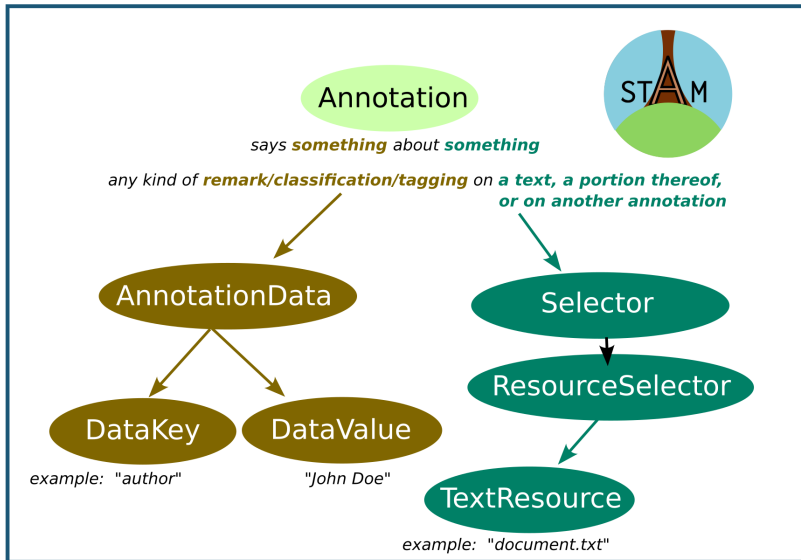 Annotation
STAM
says something about something
any kind of remark/classification/tagging on a text, a portion thereof,
or on another annotation
AnnotationData
Selector
ResourceSelector
DataKey
DataValue
example: "author"
"John Doe"
TextResource
example: "document.txt"